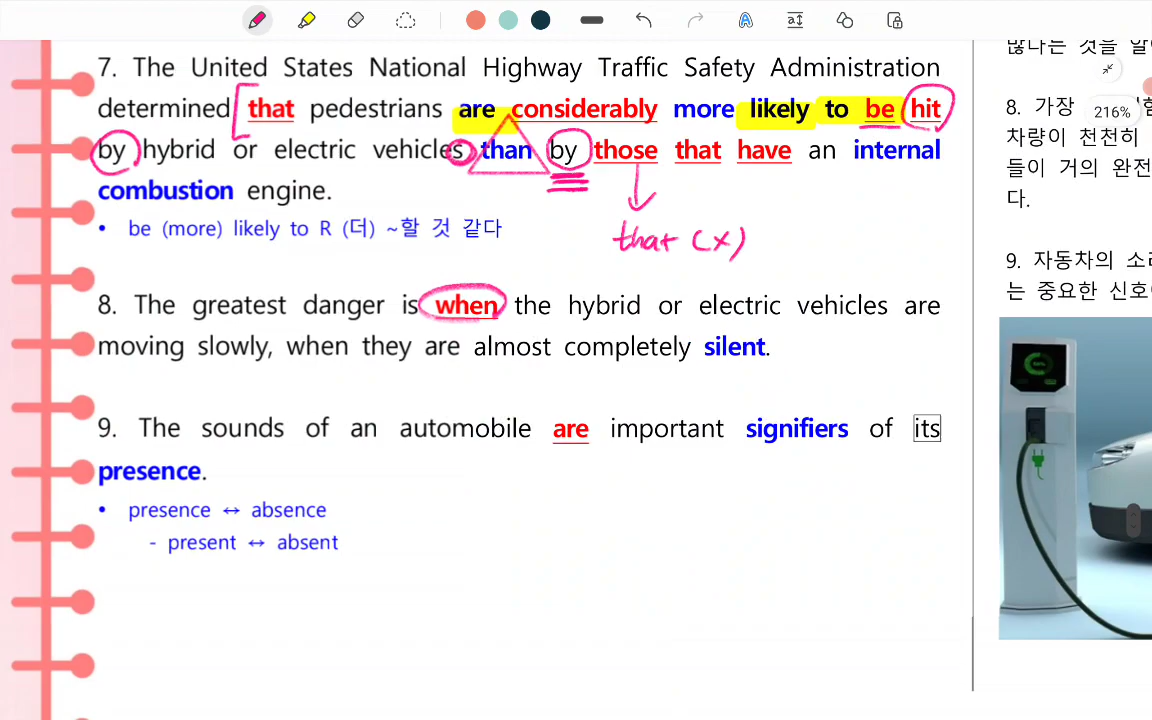 7. The United States National Highway Traffic Safety Administration
determined that pedestrians are considerably more likely to be hit
by hybrid or electric vehicles than by those that have an internal
combustion engine.
• be (more) likely to R (더) ~할 것 같다
that (x)
8. The greatest danger is when the hybrid or electric vehicles are
moving slowly, when they are almost completely silent.
9. The sounds of an automobile are important signifiers of its
presence.
• presence ↔ absence
- present ↔ absent
많다는 것을
216%
8. 가장
차량이 천천히
들이 거의 완전
다.
9. 자동차의 소리
는 중요한